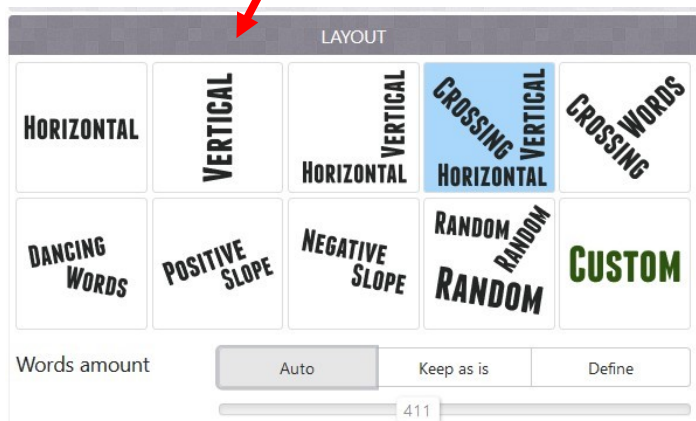 LAYOUT
HORIZONTAL
VERTICAL
VERTICAL
HORIZONTAL
CROSSING
VERTICAL
HORIZONTAL
CROSSING
WORDS
DANCING
WORDS
POSITIVE
SLOPE
NEGATIVE
SLOPE
RANDOM
RANDOM
RANDOM
CUSTOM
Words amount
Auto
Keep as is
Define
411